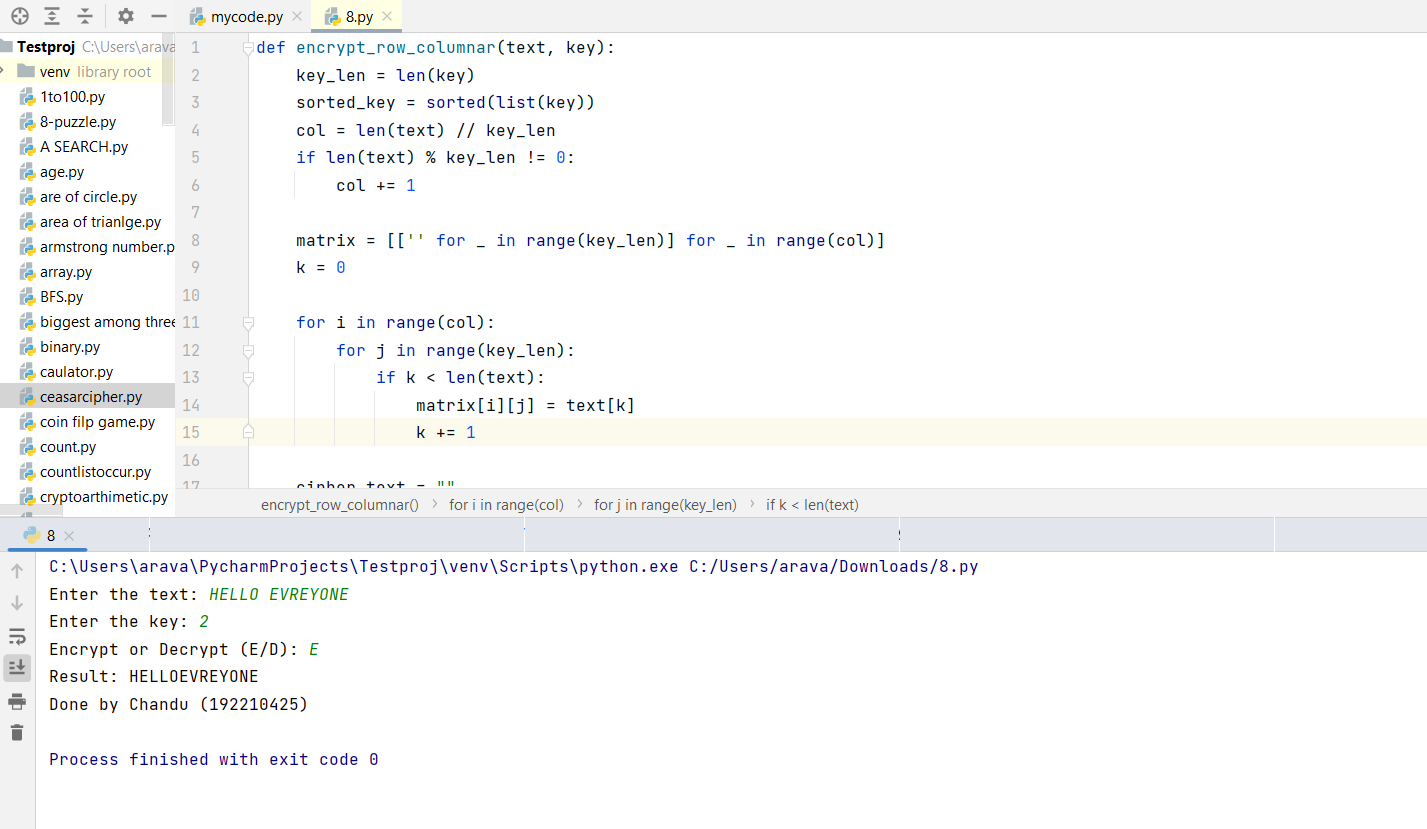 mycode.py
8.py
Testproj C:\Users\arava
venv library root
1to100.py
8-puzzle.py
A SEARCH.py
age.py
are of circle.py
area of trianlge.py
armstrong number.p
array.py
BFS.py
biggest among three
binary.py
caulator.py
ceasarcipher.py
coin filp game.py
count.py
countlistoccur.py
cryptoarthimetic.py
1 def encrypt_row_columnar(text, key):
2 key_len = len(key)
3 sorted_key = sorted(list(key))
4 col = len(text) // key_len
5 if len(text) % key_len != 0:
6 col += 1
7
8 matrix = [['' for _ in range(key_len)] for _ in range(col)]
9 k = 0
10
11 for i in range(col):
12 for j in range(key_len):
13 if k < len(text):
14 matrix[i][j] = text[k]
15 k += 1
16
17 cipher_text = ""
encrypt_row_columnar() › for i in range(col) › for j in range(key_len) › if k < len(text)
8
C:\Users\arava\PycharmProjects\Testproj\venv\Scripts\python.exe C:/Users/arava/Downloads/8.py
Enter the text: HELLO EVREYONE
Enter the key: 2
Encrypt or Decrypt (E/D): E
Result: HELLOEVREYONE
Done by Chandu (192210425)
Process finished with exit code 0